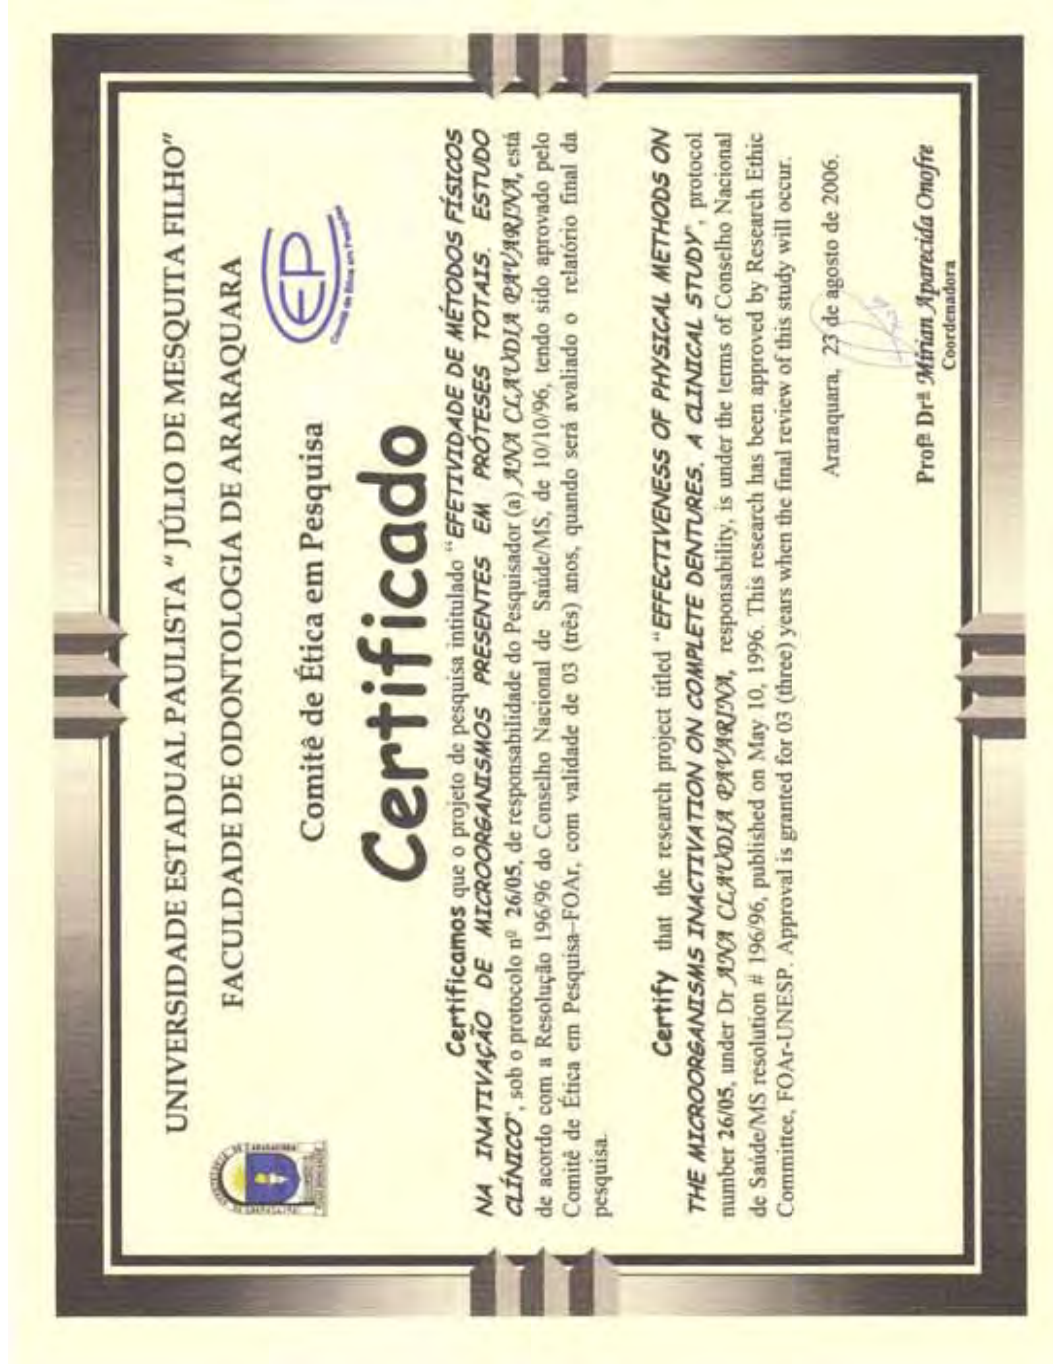 UNIVERSIDADE ESTADUAL PAULISTA " JÚLIO DE MESQUITA FILHO"
FACULDADE DE ODONTOLOGIA DE ARARAQUARA
Comitê de Ética em Pesquisa
CEP
Comitê de Ética em Pesquisa
Certificado
Certificamos que o projeto de pesquisa intitulado "EFETIVIDADE DE MÉTODOS FÍSICOS
NA INATIVAÇÃO DE MICROORGANISMOS PRESENTES EM PRÓTESES TOTAIS. ESTUDO
CLÍNICO", sob o protocolo nº 26/05, de responsabilidade do Pesquisador (a) ANA CLAUDIA PAVARINA, está
de acordo com a Resolução 196/96 do Conselho Nacional de Saúde/MS, de 10/10/96, tendo sido aprovado pelo
Comitê de Ética em Pesquisa–FOAr, com validade de 03 (três) anos, quando será avaliado o relatório final da
pesquisa.
Certify that the research project titled "EFFECTIVENESS OF PHYSICAL METHODS ON
THE MICROORGANISMS INACTIVATION ON COMPLETE DENTURES. A CLINICAL STUDY", protocol
number 26/05, under Dr ANA CLAUDIA PAVARINA, responsability, is under the terms of Conselho Nacional
de Saúde/MS resolution # 196/96, published on May 10, 1996. This research has been approved by Research Ethic
Committee, FOAr-UNESP. Approval is granted for 03 (three) years when the final review of this study will occur.
Araraquara, 23 de agosto de 2006.
Profª Drª Mirian Aparecida Onofre
Coordenadora